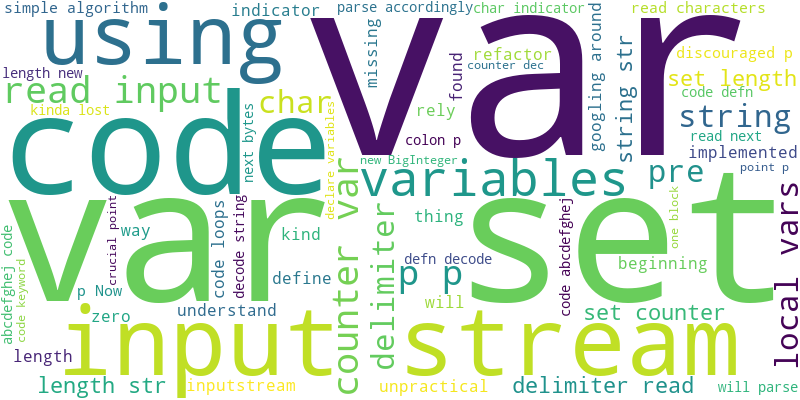 simple algorithm
using
indicator
parse accordingly
char indicator
read characters
var
missing
refactor
counter dec
found
googling around
string str
discouraged p
set length
length new
read input
kinda lost
code
char
next bytes
declare variables
rely
colon p
new BigInteger
code defn
string
read next
implemented
point p
variables
pre
var set
abcdefghej code
code keyword
crucial point
way
code loops
decode string
kind
define
counter var
delimiter
thing
defn decode
p p
will
code abcdefghej
one block
beginning
local vars
p Now
zero
understand
set counter
input stream
length
length str
inputstream
unpractical
delimiter read
will parse